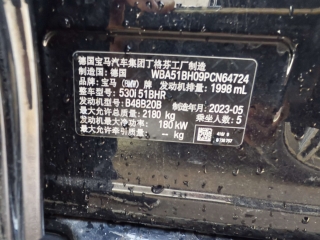 德国宝马汽车集团丁格芬工厂制造
制造国：德国 WBA51BH09PCN64724
品牌：宝马（BMW）牌 发动机排量：1998 mL
整车型号：530i 51BHR
发动机型号：B48B20B 制造年月：2023-05
最大允许总质量：2180 kg 乘坐人数：5
发动机最大净功率：180 kW
最大允许牵引质量：-- kg